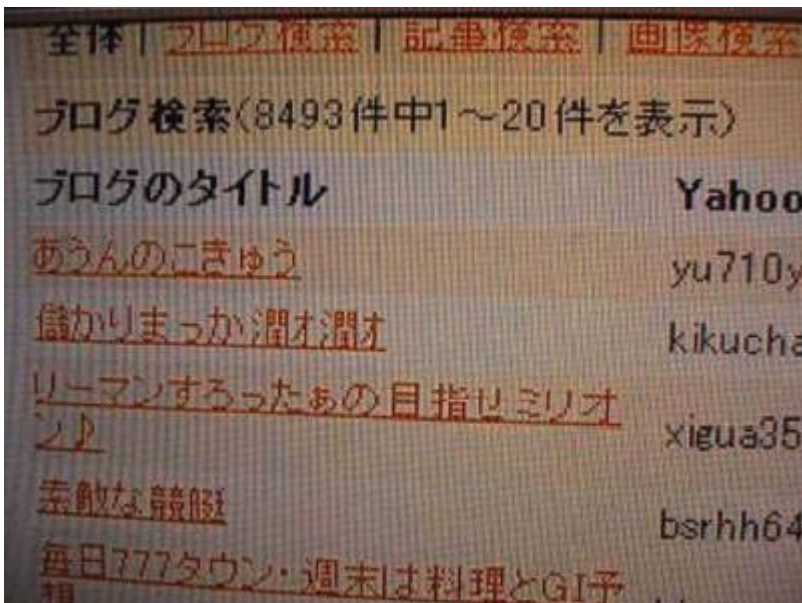 全体 | ブログ検索 | 記事検索 | 画像検索
ブログ検索(8493件中1～20件を表示)
ブログのタイトル Yahoo
あうんのこきゅう yu710y
儲かりまっか潤オ潤オ kikucha
リーマンすろったぁの目指せミリオ
ン♪ xigua35
素敵な競艇 bsrhh64
毎日777タウン・週末は料理とGI予
想